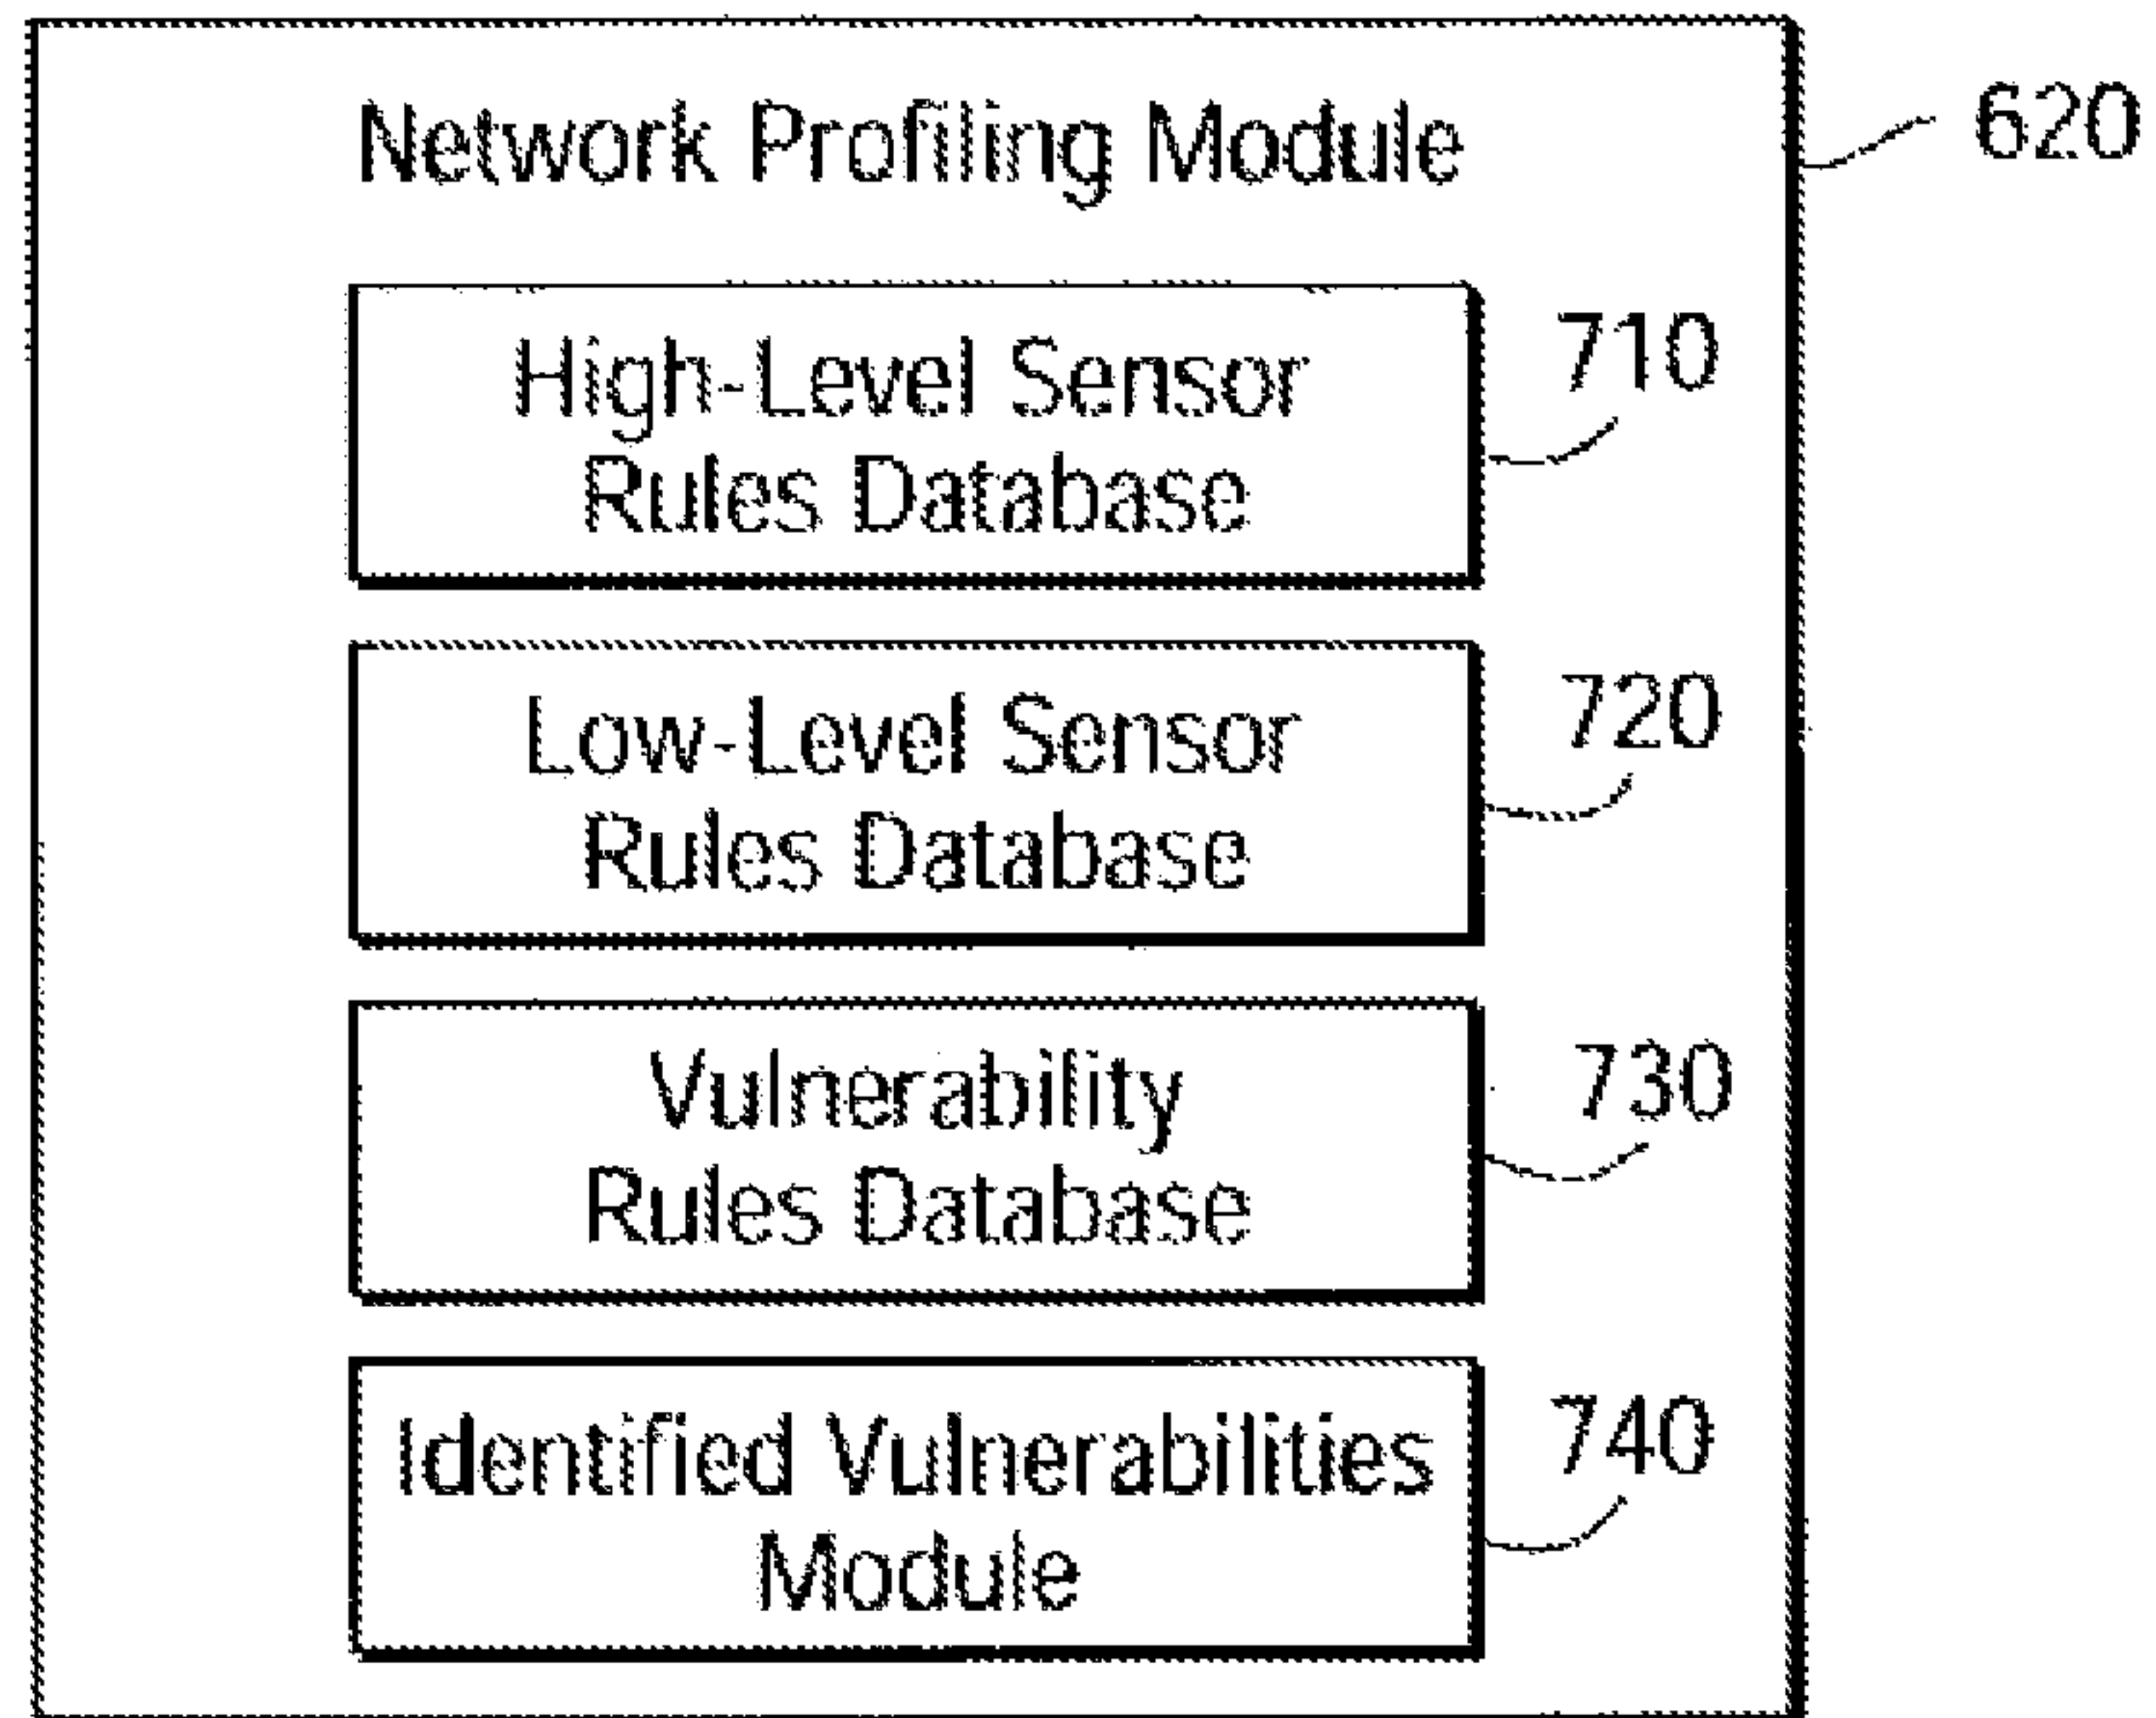 Network Profiling Module
620
High-Level Sensor
Rules Database
710
Low-Level Sensor
Rules Database
720
Vulnerability
Rules Database
730
Identified Vulnerabilities
Module
740